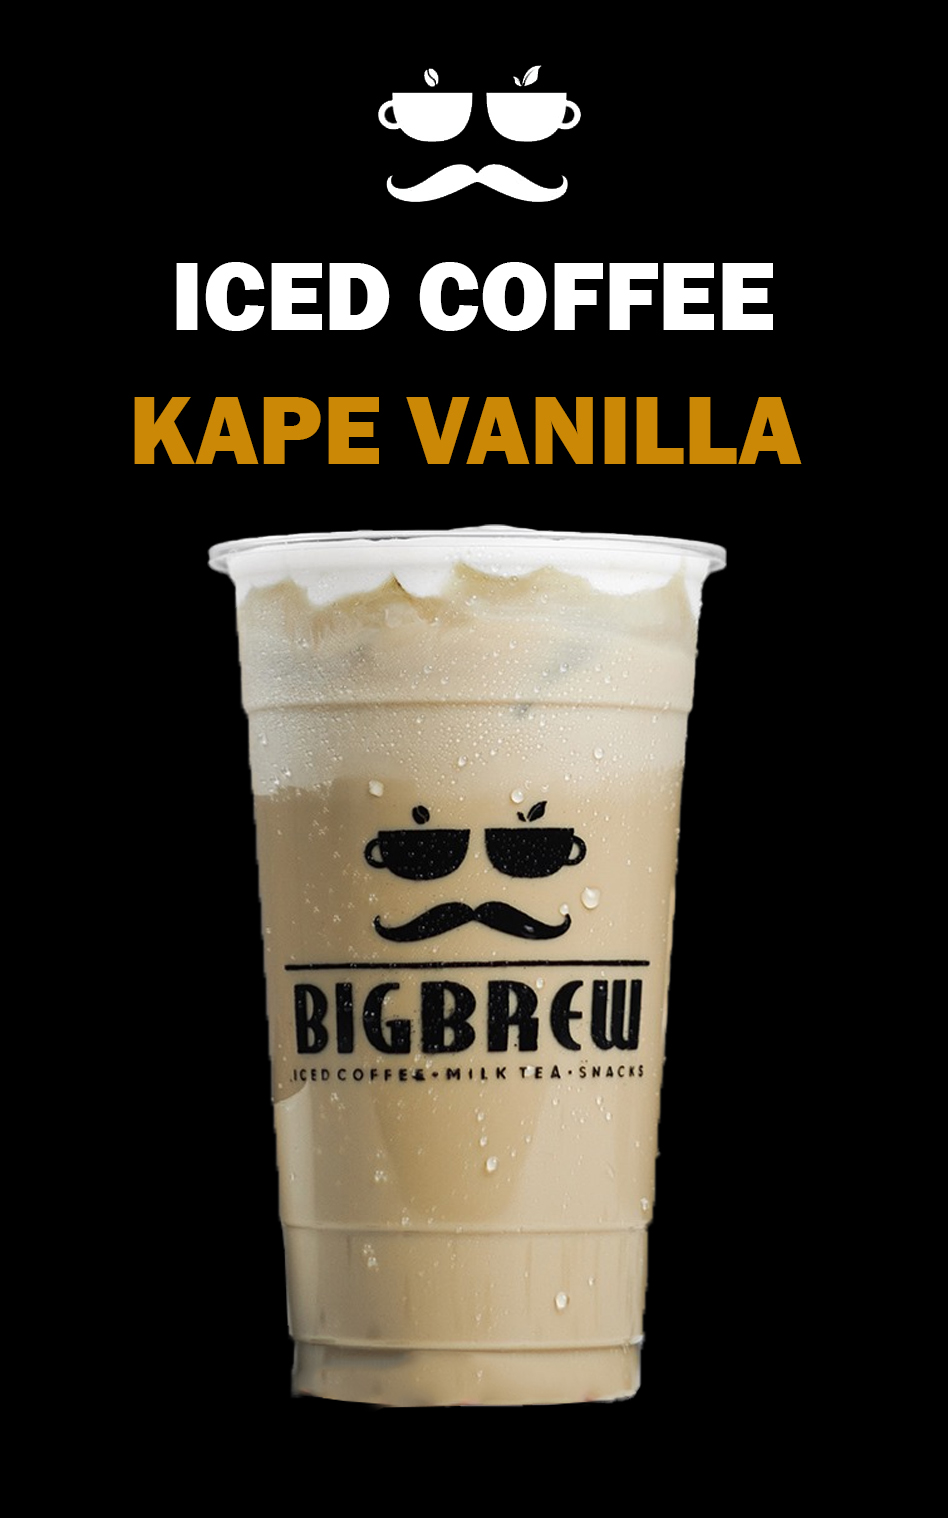 ICED COFFEE
KAPE VANILLA
BIGBREW
ICED COFFEE • MILK TEA • SNACKS